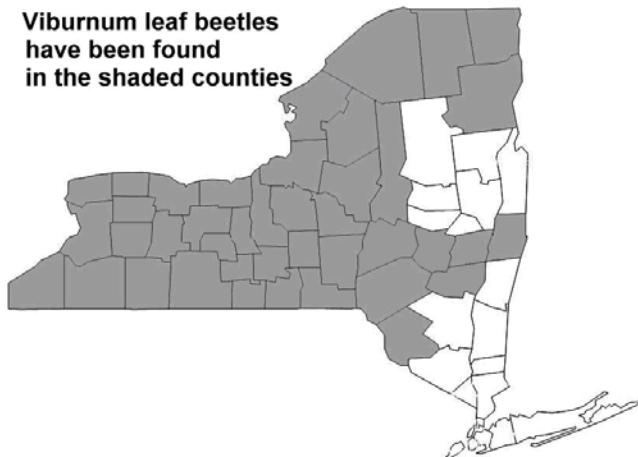 Viburnum leaf beetles
have been found
in the shaded counties